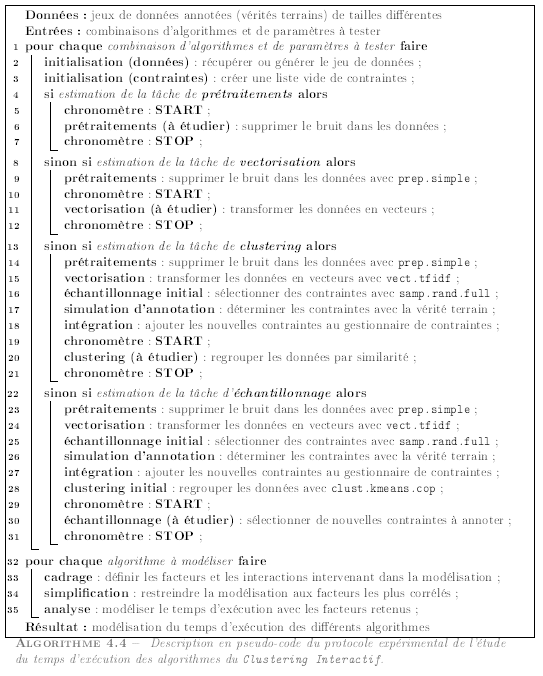 Données : jeux de données annotées (vérités terrains) de tailles différentes
Entrées : combinaisons d'algorithmes et de paramètres à tester
1 pour chaque combinaison d'algorithmes et de paramètres à tester faire
2 initialisation (données) : récupérer ou générer le jeu de données ;
3 initialisation (contraintes) : créer une liste vide de contraintes ;
4 si estimation de la tâche de prétraitements alors
5 chronomètre : START ;
6 prétraitements (à étudier) : supprimer le bruit dans les données ;
7 chronomètre : STOP ;
8 sinon si estimation de la tâche de vectorisation alors
9 prétraitements : supprimer le bruit dans les données avec prep.simple ;
10 chronomètre : START ;
11 vectorisation (à étudier) : transformer les données en vecteurs ;
12 chronomètre : STOP ;
13 sinon si estimation de la tâche de clustering alors
14 prétraitements : supprimer le bruit dans les données avec prep.simple ;
15 vectorisation : transformer les données en vecteurs avec vect.tfidf ;
16 échantillonnage initial : sélectionner des contraintes avec samp.rand.full ;
17 simulation d'annotation : déterminer les contraintes avec la vérité terrain ;
18 intégration : ajouter les nouvelles contraintes au gestionnaire de contraintes ;
19 chronomètre : START ;
20 clustering (à étudier) : regrouper les données par similarité ;
21 chronomètre : STOP ;
22 sinon si estimation de la tâche d'échantillonnage alors
23 prétraitements : supprimer le bruit dans les données avec prep.simple ;
24 vectorisation : transformer les données en vecteurs avec vect.tfidf ;
25 échantillonnage initial : sélectionner des contraintes avec samp.rand.full ;
26 simulation d'annotation : déterminer les contraintes avec la vérité terrain ;
27 intégration : ajouter les nouvelles contraintes au gestionnaire de contraintes ;
28 clustering initial : regrouper les données avec clust.kmeans.cop ;
29 chronomètre : START ;
30 échantillonnage (à étudier) : sélectionner de nouvelles contraintes à annoter ;
31 chronomètre : STOP ;
32 pour chaque algorithme à modéliser faire
33 cadrage : définir les facteurs et les interactions intervenant dans la modélisation ;
34 simplification : restreindre la modélisation aux facteurs les plus corrélés ;
35 analyse : modéliser le temps d'exécution avec les facteurs retenus ;
Résultat : modélisation du temps d'exécution des différents algorithmes
ALGORITHME 4.4 – Description en pseudo-code du protocole expérimental de l'étude
du temps d'exécution des algorithmes du Clustering Interactif.